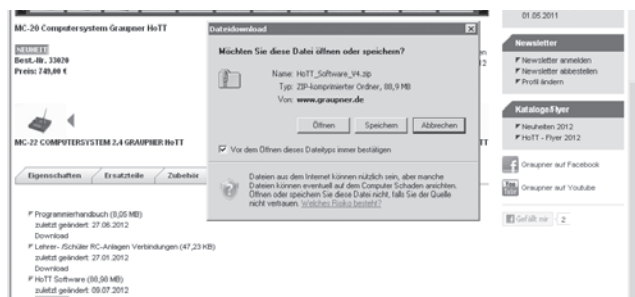 MC-20 Computersystem Graupner HoTT
NEUHEIT
Best.-Nr. 33020
Preis: 749,00 €
MC-22 COMPUTERSYSTEM 2,4 GRAUPNER HoTT
Eigenschaften
Ersatzteile
Zubehör
Programmierhandbuch (8,05 MB)
zuletzt geändert: 27.06.2012
Download
Lehrer- /Schüler RC-Anlagen Verbindungen (47,23 KB)
zuletzt geändert: 27.01.2012
Download
HoTT Software (88,98 MB)
zuletzt geändert: 09.07.2012
Dateidownload
Möchten Sie diese Datei öffnen oder speichern?
Name: HoTT_Software_V4.zip
Typ: ZIP-komprimierter Ordner, 88,9 MB
Von: www.graupner.de
Öffnen
Speichern
Abbrechen
Vor dem Öffnen dieses Dateityps immer bestätigen
Dateien aus dem Internet können nützlich sein, aber manche
Dateien können eventuell auf dem Computer Schaden anrichten.
Öffnen oder speichern Sie diese Datei nicht, falls Sie der Quelle
nicht vertrauen. Welches Risiko besteht?
01.05.2011
Newsletter
Newsletter anmelden
Newsletter abbestellen
Profil ändern
Kataloge/Flyer
Neuheiten 2012
HoTT - Flyer 2012
Graupner auf Facebook
Graupner auf Youtube
Gefällt mir
2